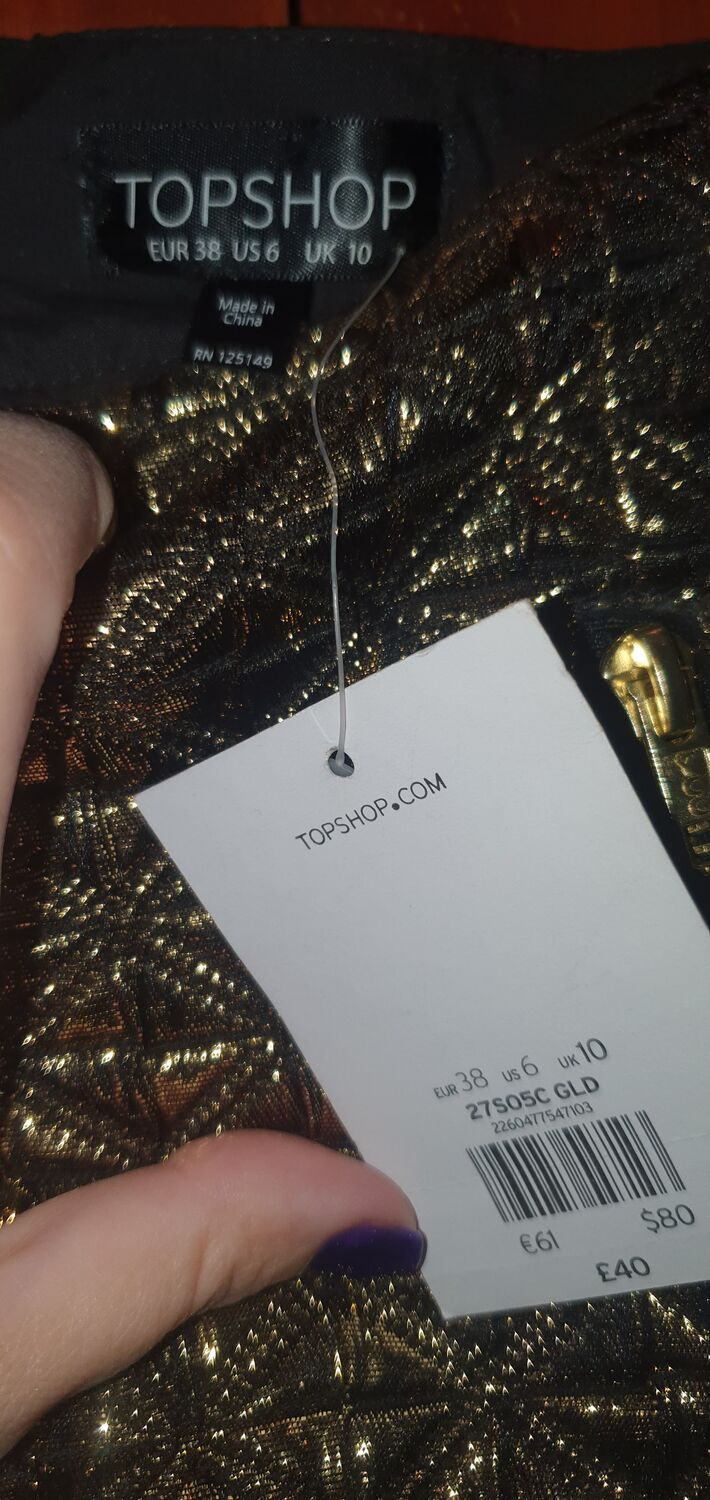 TOPSHOP
EUR 38 US 6 UK 10
Made in
China
RN 125149
TOPSHOP.COM
EUR 38 US 6 UK 10
27S05C GLD
2260477547103
€61 $80
£40